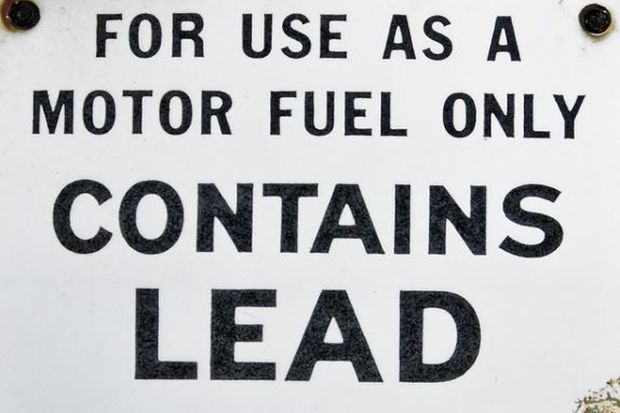 FOR USE AS A
MOTOR FUEL ONLY
CONTAINS
LEAD